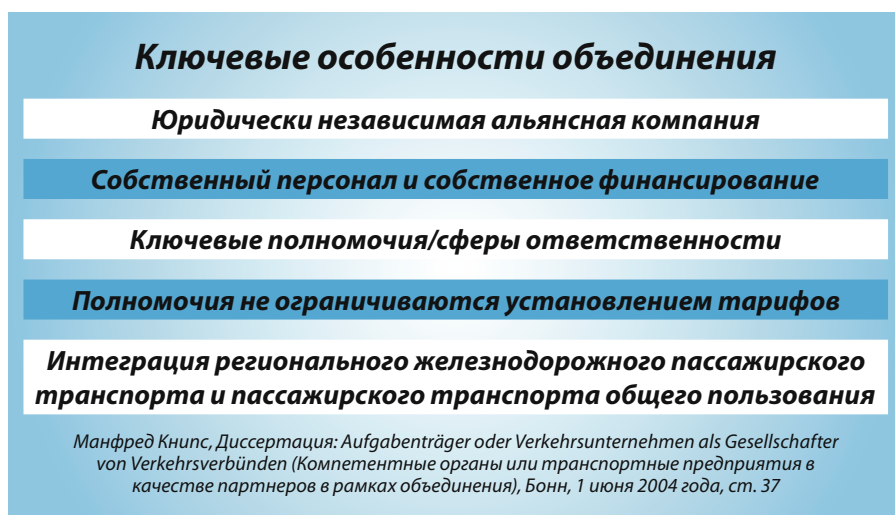 Ключевые особенности объединения
Юридически независимая альянсная компания
Собственный персонал и собственное финансирование
Ключевые полномочия/сферы ответственности
Полномочия не ограничиваются установлением тарифов
Интеграция регионального железнодорожного пассажирского
транспорта и пассажирского транспорта общего пользования
Манфред Книпс, Диссертация: Aufgabenträger oder Verkehrsunternehmen als Gesellschafter
von Verkehrsverbünden (Компетентные органы или транспортные предприятия в
качестве партнеров в рамках объединения), Бонн, 1 июня 2004 года, ст. 37